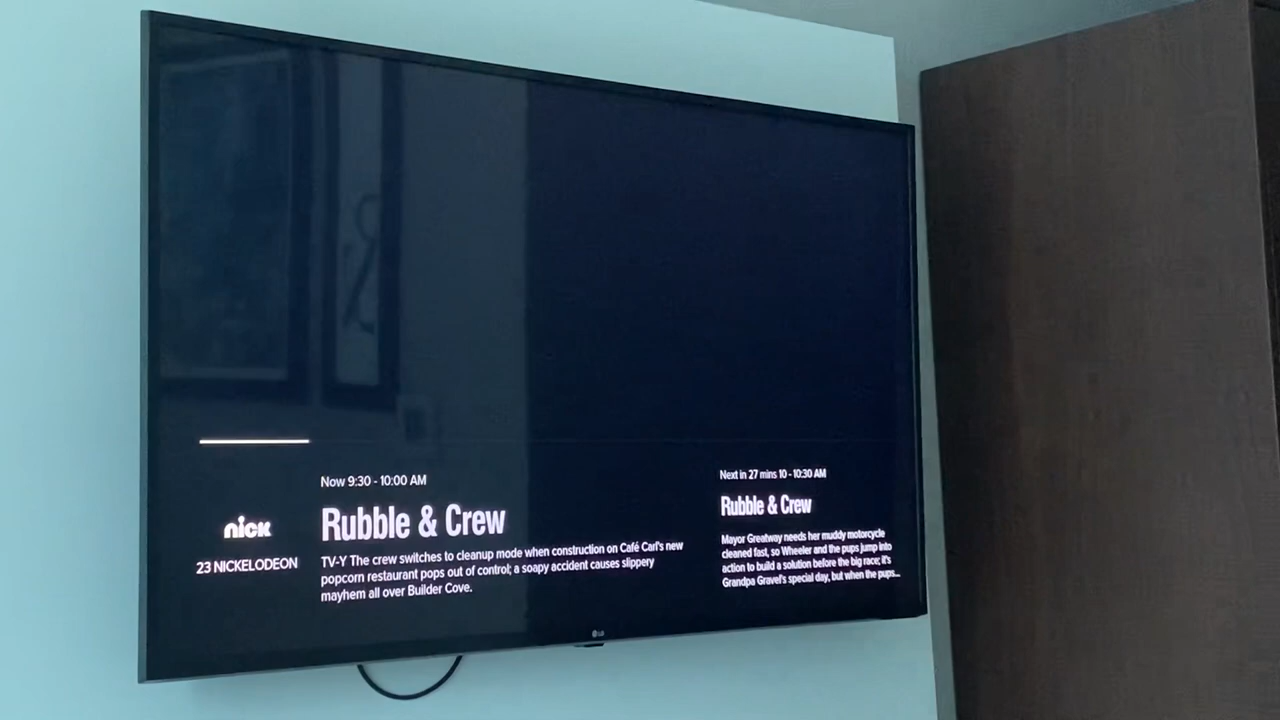 Now 9:30 - 10:00 AM
Rubble & Crew
TV-Y The crew switches to cleanup mode when construction on Café Carl's new
popcorn restaurant pops out of control; a soapy accident causes slippery
mayhem all over Builder Cove.
nick
23 NICKELODEON
Next in 27 mins 10 - 10:30 AM
Rubble & Crew
Mayor Greatway needs her muddy motorcycle
cleaned fast, so Wheeler and the pups jump into
action to build a solution before the big race; it's
Grandpa Gravel's special day, but when the pups...
LG